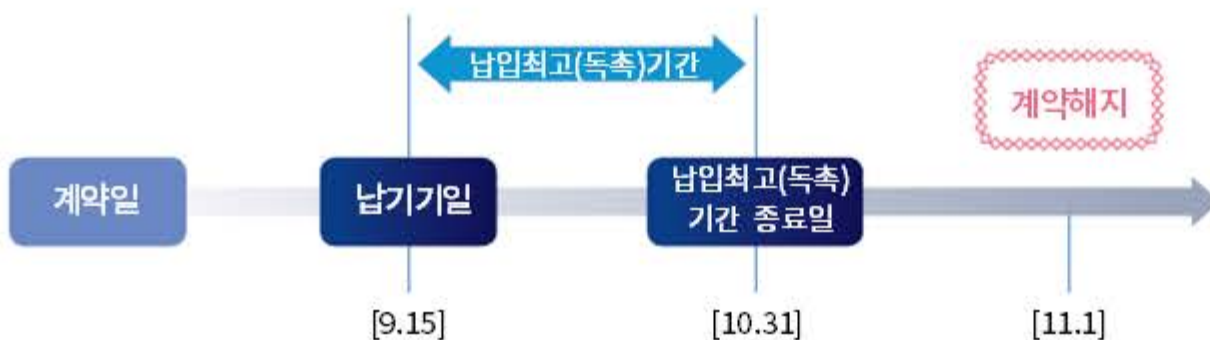 납입최고(독촉)기간
계약해지
계약일
납기기일
납입최고(독촉)
기간 종료일
[9.15]
[10.31]
[11.1]